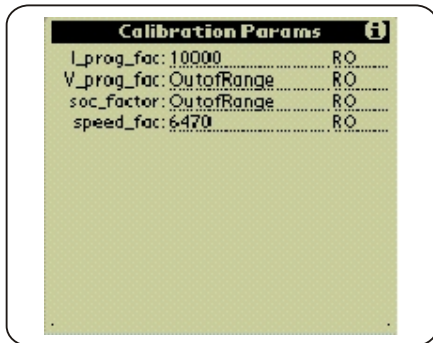 Calibration Params i
I_prog_fac: 10000 RO
V_prog_fac: OutofRange RO
soc_factor: OutofRange RO
speed_fac: 6470 RO